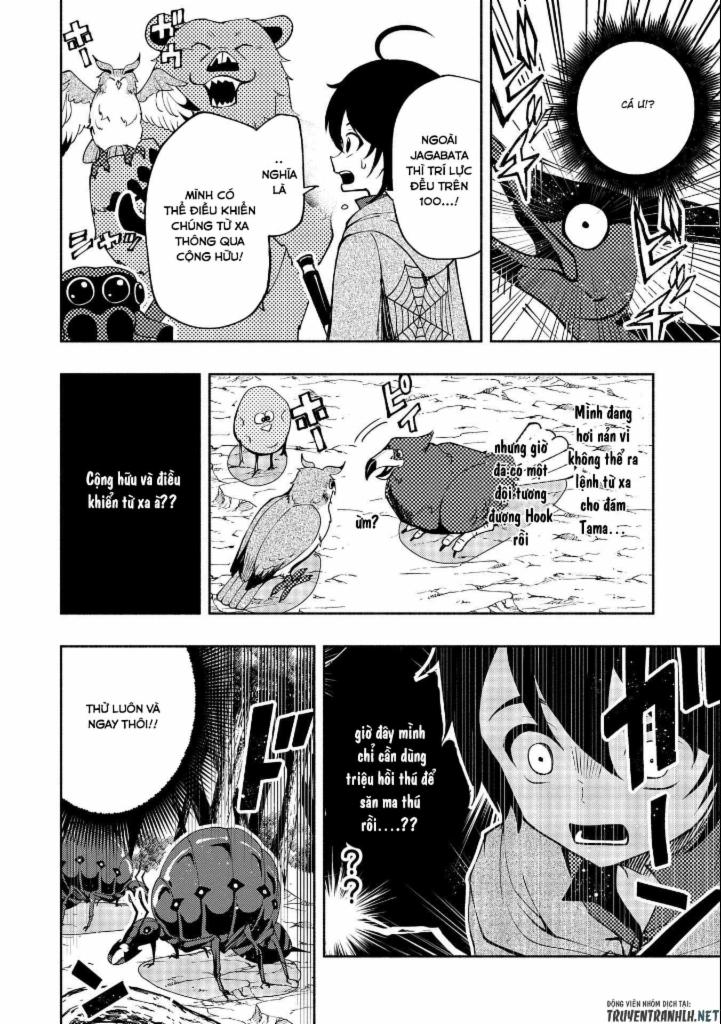 CÁ Ư!?
NGOÀI
JAGABATA
THÌ TRÍ LỰC
ĐỀU TRÊN
100...!
..
NGHĨA
LÀ
MÌNH CÓ
THỂ ĐIỀU KHIỂN
CHÚNG TỪ XA
THÔNG QUA
CỘNG HỮU!
Mình đang
hơi nản vì
không thể ra
lệnh từ xa
cho đám
Tama...
nhưng giờ
đã có một
đội tương
đương Hook
rồi
ừm?
Cộng hữu và điều
khiển từ xa à??
giờ đây mình
chỉ cần dùng
triệu hồi thú để
săn ma thú
rồi....??
??
THỬ LUÔN VÀ
NGAY THÔI!!
ĐỘNG VIÊN NHÓM DỊCH TẠI:
TRUYENTRANHLH.NET